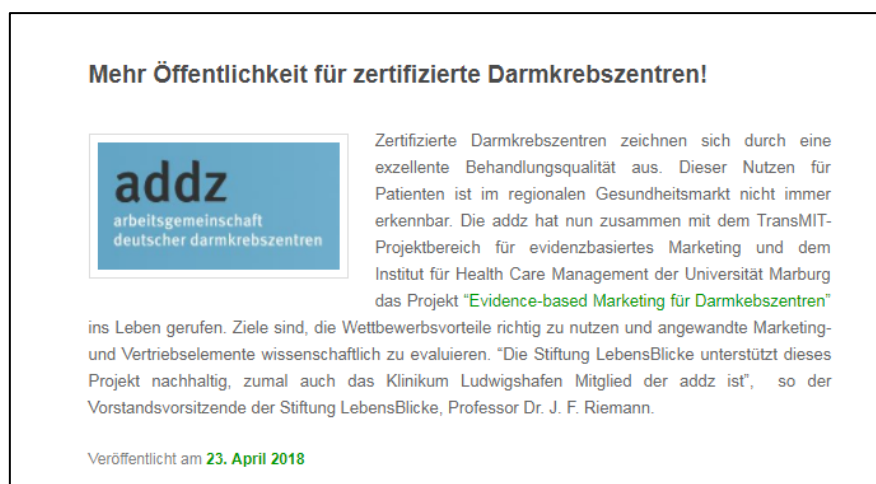 Mehr Öffentlichkeit für zertifizierte Darmkrebszentren!
addz
arbeitsgemeinschaft
deutscher darmkrebszentren
Zertifizierte Darmkrebszentren zeichnen sich durch eine
exzellente Behandlungsqualität aus. Dieser Nutzen für
Patienten ist im regionalen Gesundheitsmarkt nicht immer
erkennbar. Die addz hat nun zusammen mit dem TransMIT-
Projektbereich für evidenzbasiertes Marketing und dem
Institut für Health Care Management der Universität Marburg
das Projekt “Evidence-based Marketing für Darmkebszentren”
ins Leben gerufen. Ziele sind, die Wettbewerbsvorteile richtig zu nutzen und angewandte Marketing-
und Vertriebselemente wissenschaftlich zu evaluieren. “Die Stiftung LebensBlicke unterstützt dieses
Projekt nachhaltig, zumal auch das Klinikum Ludwigshafen Mitglied der addz ist”, so der
Vorstandsvorsitzende der Stiftung LebensBlicke, Professor Dr. J. F. Riemann.
Veröffentlicht am 23. April 2018